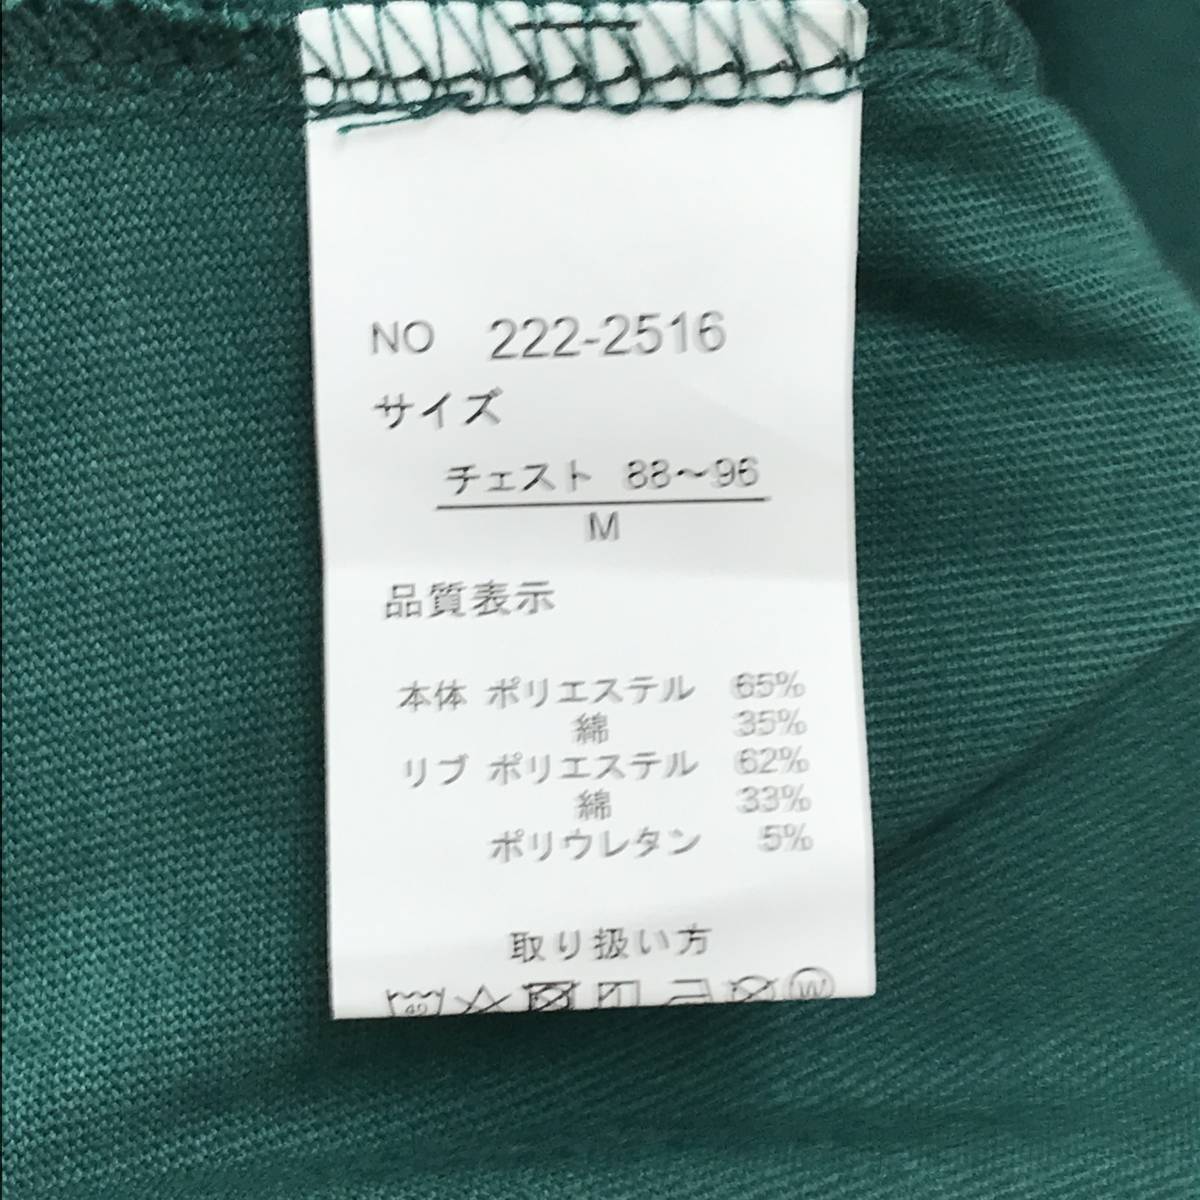 NO 222-2516
サイズ
チェスト 88～96
M
品質表示
本体 ポリエステル 65%
綿 35%
リブ ポリエステル 62%
綿 33%
ポリウレタン 5%
取り扱い方
40 W